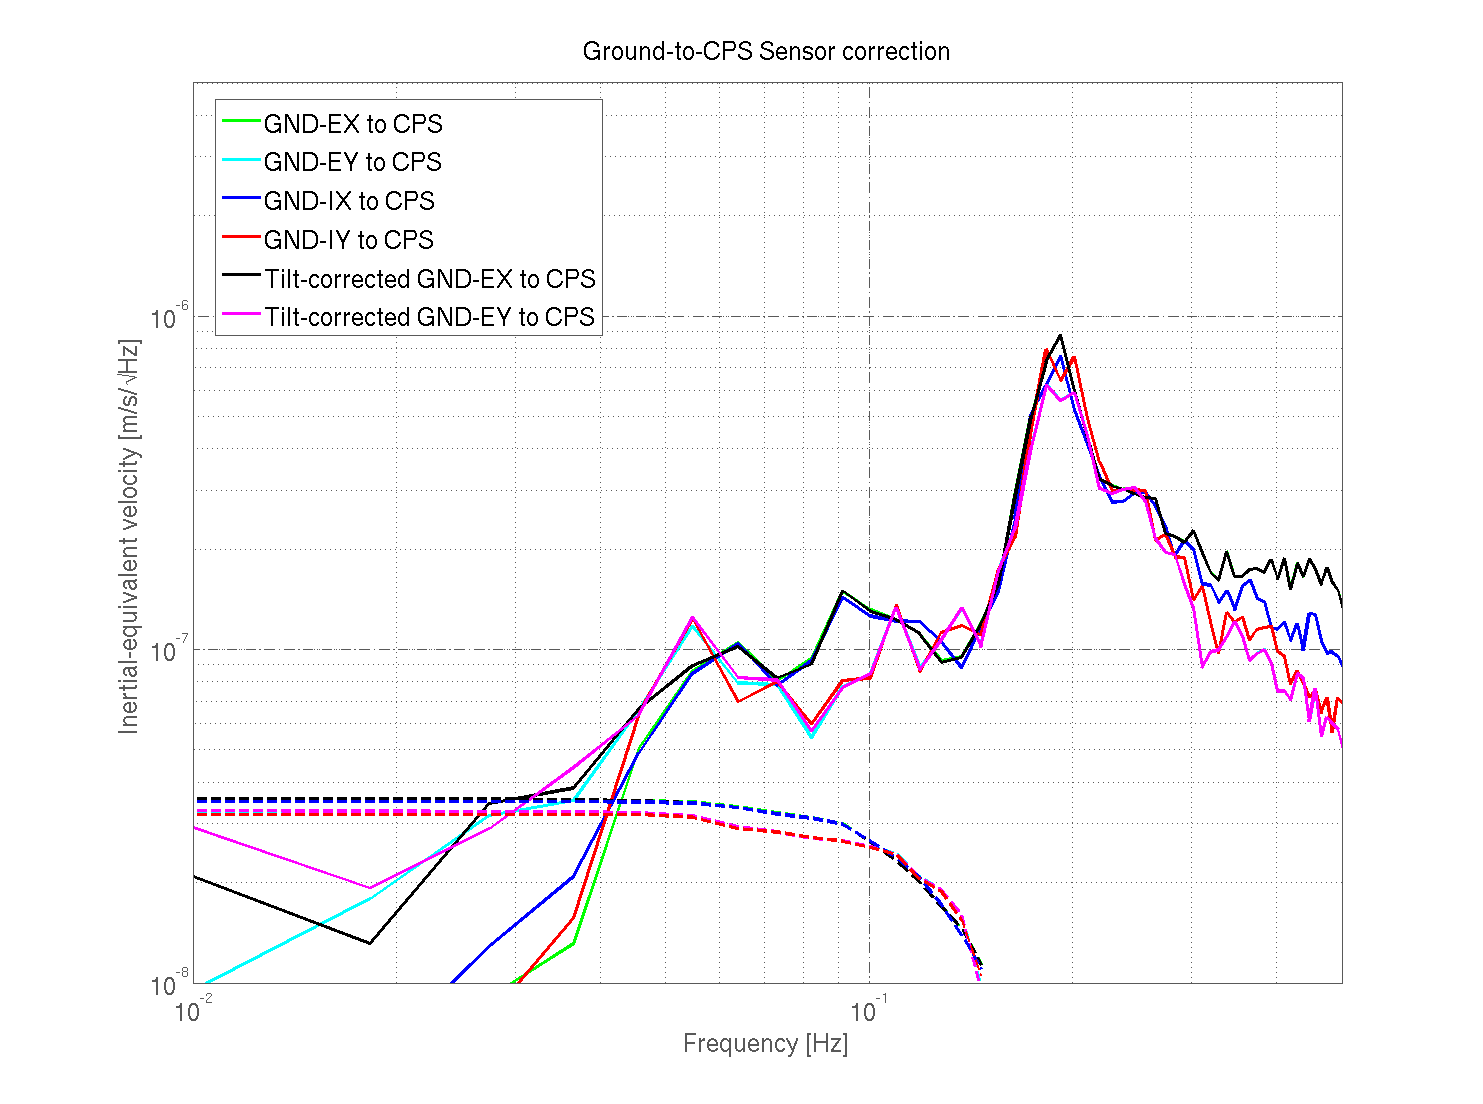 Ground-to-CPS Sensor correction
GND-EX to CPS
GND-EY to CPS
GND-IX to CPS
GND-IY to CPS
Tilt-corrected GND-EX to CPS
Tilt-corrected GND-EY to CPS
Inertial-equivalent velocity [m/s/√Hz]
10^-6
10^-7
10^-8
10^-2
10^-1
Frequency [Hz]